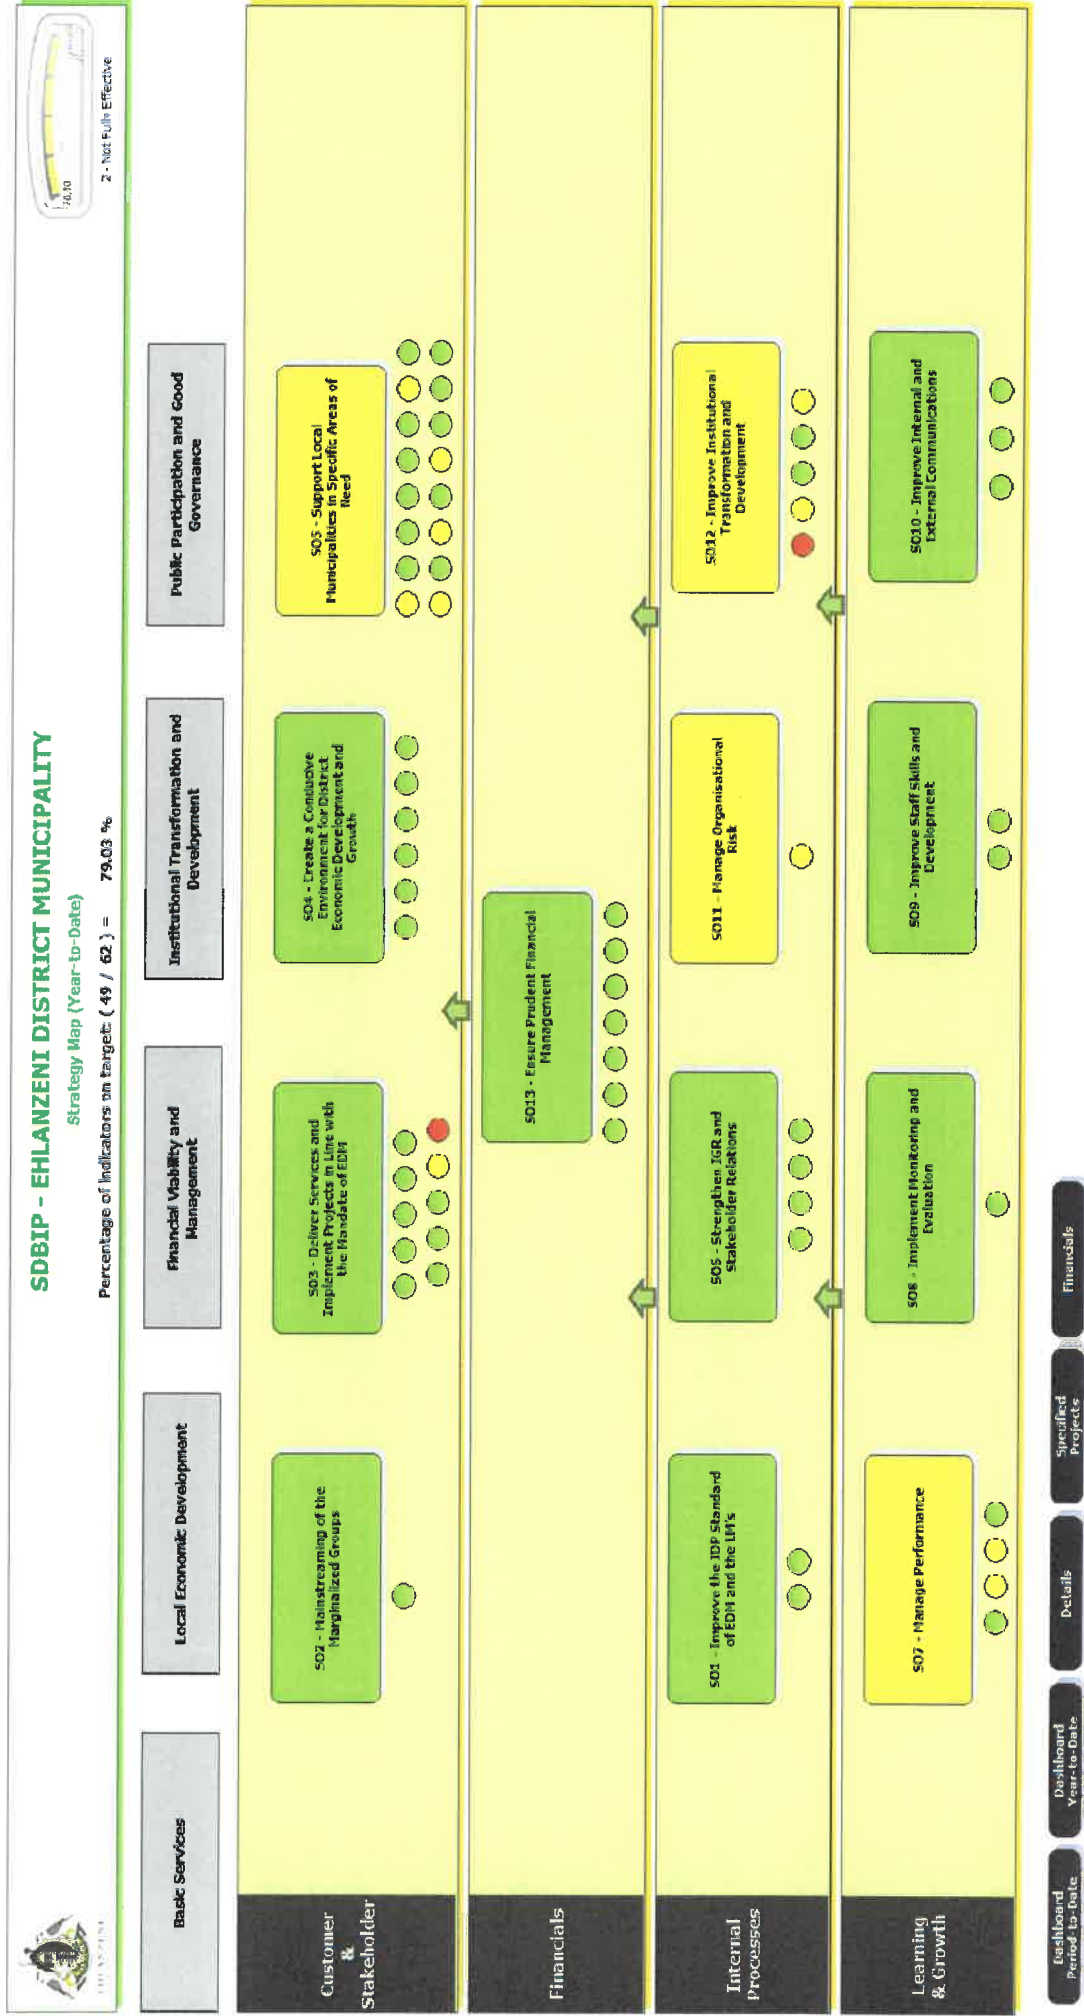 SDBIP - EHLANZENI DISTRICT MUNICIPALITY
Strategy Map (Year-to-Date)
Percentage of Indicators on target: ( 49 / 62 ) = 79.03 %
2 - Not Fully Effective
Basic Services
Local Economic Development
Financial Viability and
Management
Institutional Transformation and
Development
Public Participation and Good
Governance
Customer
&
Stakeholder
SO2 - Mainstreaming of the
Marginalized Groups
SO3 - Deliver Services and
Implement Projects in Line with
the Mandate of EDM
SO4 - Create a Conducive
Environment for District
Economic Development and
Growth
SO5 - Support Local
Municipalities in Specific Areas of
Need
Financials
SO13 - Ensure Prudent Financial
Management
Internal
Processes
SO1 - Improve the IDP Standard
of EDM and the LM's
SO5 - Strengthen IGR and
Stakeholder Relations
SO11 - Manage Organisational
Risk
SO12 - Improve Institutional
Transformation and
Development
Learning
& Growth
SO7 - Manage Performance
SO8 - Implement Monitoring and
Evaluation
SO9 - Improve Staff Skills and
Development
SO10 - Improve Internal and
External Communications
Dashboard
Period-to-Date
Dashboard
Year-to-Date
Details
Specified
Projects
Financials